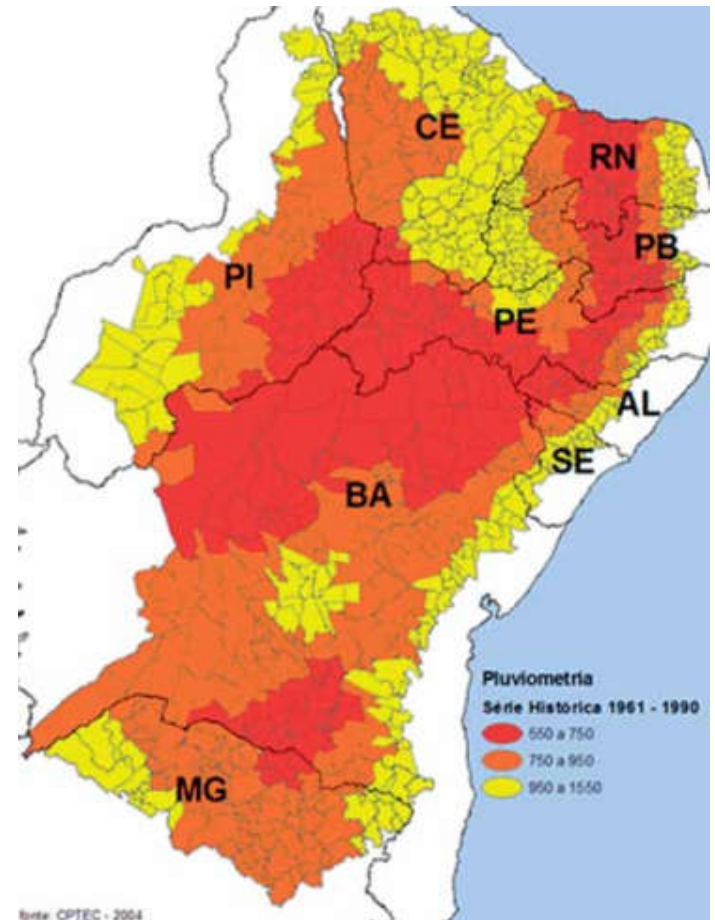 CE
RN
PB
PI
PE
AL
SE
BA
MG
Pluviometria
Série Histórica 1961 - 1990
550 a 750
750 a 950
950 a 1550
fonte: CPTEC - 2004